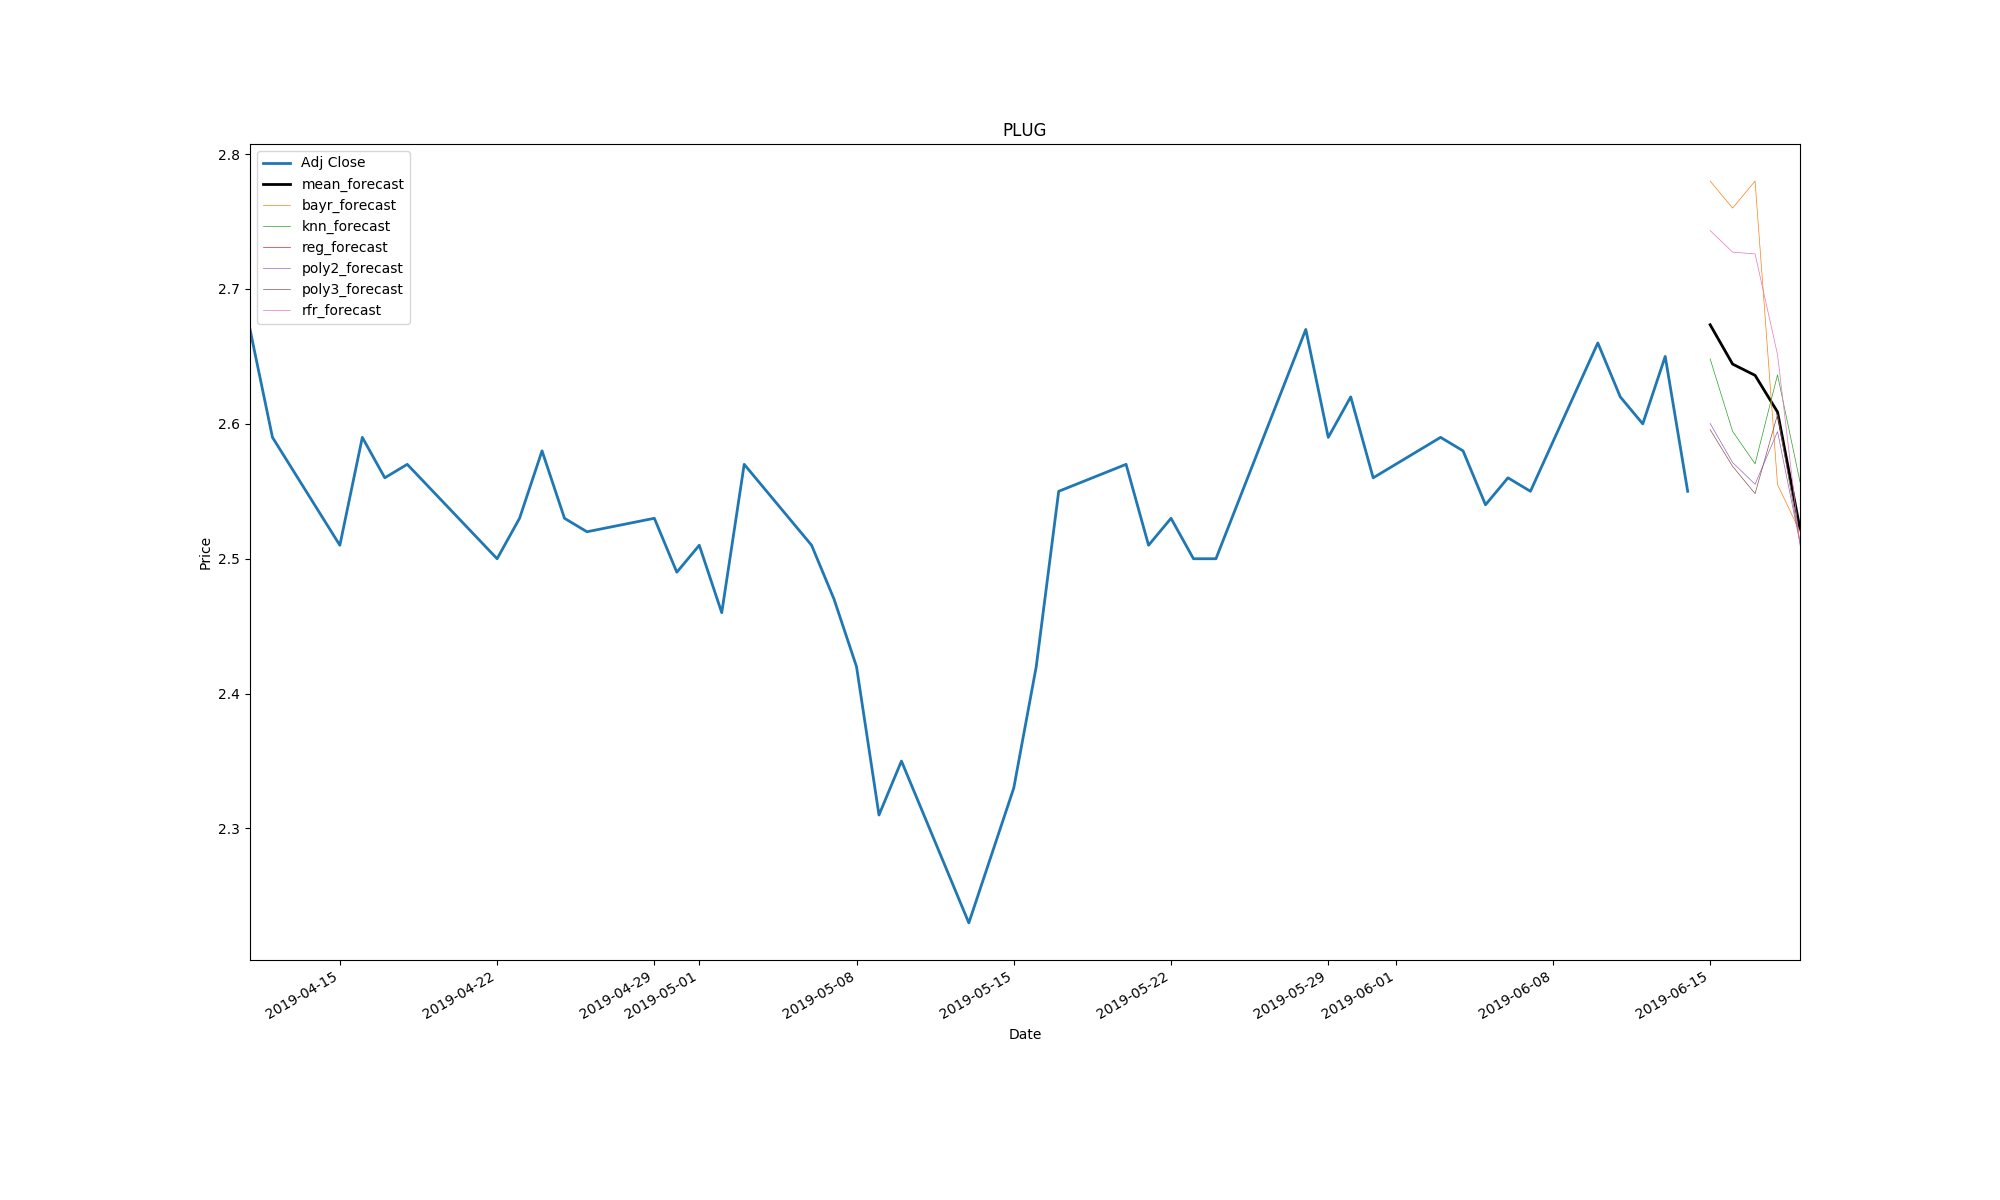 PLUG
2.8
2.7
2.6
2.5
2.4
2.3
Price
Adj Close
mean_forecast
bayr_forecast
knn_forecast
reg_forecast
poly2_forecast
poly3_forecast
rfr_forecast
2019-04-15
2019-04-22
2019-04-29
2019-05-01
2019-05-08
2019-05-15
2019-05-22
2019-05-29
2019-06-01
2019-06-08
2019-06-15
Date